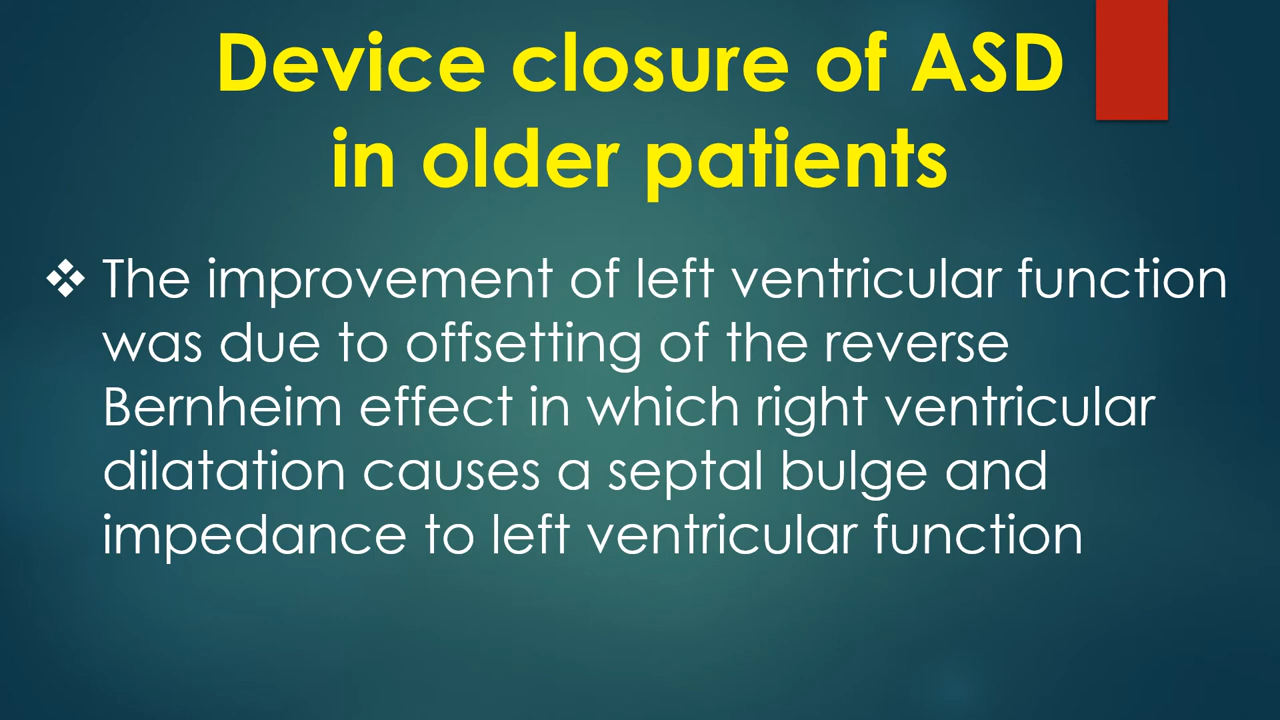 Device closure of ASD
in older patients
❖ The improvement of left ventricular function
was due to offsetting of the reverse
Bernheim effect in which right ventricular
dilatation causes a septal bulge and
impedance to left ventricular function